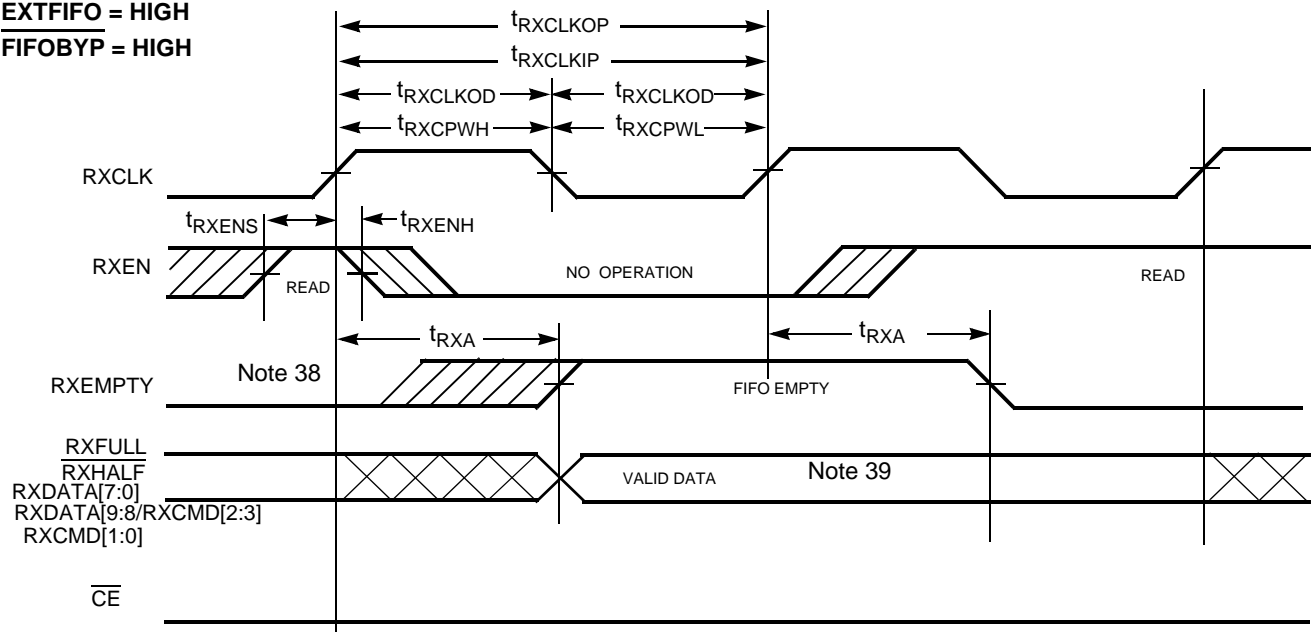 EXTFIFO = HIGH
FIFOBYP = HIGH
tRXCLKOP
tRXCLKIP
tRXCLKOD tRXCLKOD
tRXCPWH tRXCPWL
RXCLK
tRXENS tRXENH
RXEN READ NO OPERATION READ
tRXA tRXA
RXEMPTY Note 38 FIFO EMPTY
RXFULL
RXHALF
RXDATA[7:0]
RXDATA[9:8/RXCMD[2:3]
RXCMD[1:0]
VALID DATA Note 39
CE